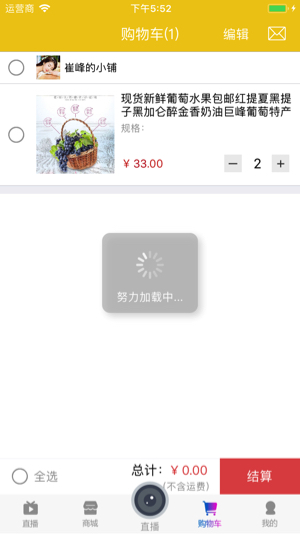 运营商 下午5:52
购物车(1) 编辑
崔峰的小铺
现货新鲜葡萄水果包邮红提夏黑提
子黑加仑醉金香奶油巨峰葡萄特产
规格：
¥ 33.00 2
努力加载中...
全选 总计：¥ 0.00 结算
(不含运费)
直播 商城 直播 购物车 我的